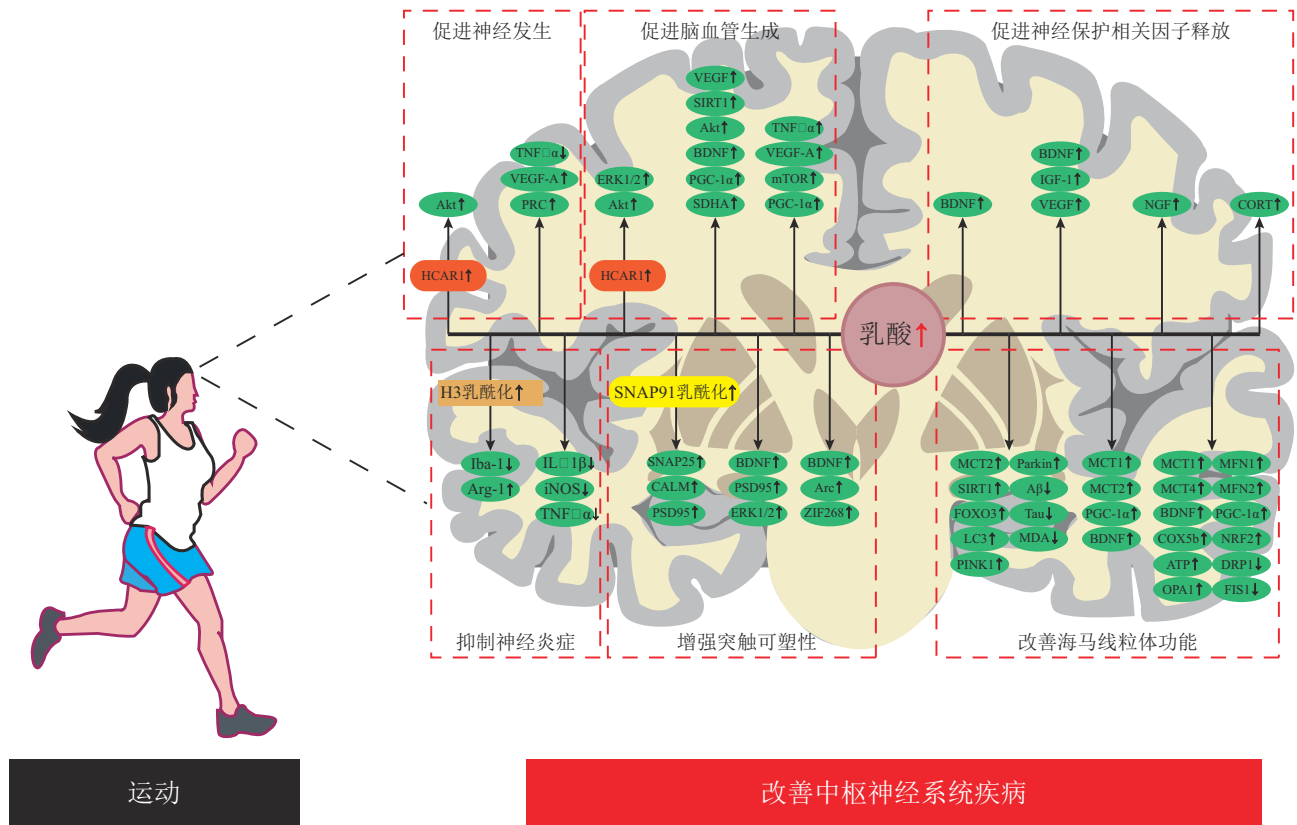 促进神经发生
促进脑血管生成
促进神经保护相关因子释放
Akt↑
HCAR1↑
TNF□α↓
VEGF-A↑
PRC↑
ERK1/2↑
Akt↑
HCAR1↑
VEGF↑
SIRT1↑
Akt↑
BDNF↑
PGC-1α↑
SDHA↑
TNF□α↑
VEGF-A↑
mTOR↑
PGC-1α↑
BDNF↑
BDNF↑
IGF-1↑
VEGF↑
NGF↑
CORT↑
乳酸↑
H3乳酰化↑
Iba-1↓
Arg-1↑
IL□1β↓
iNOS↓
TNF□α↓
SNAP91乳酰化↑
SNAP25↑
CALM↑
PSD95↑
BDNF↑
PSD95↑
ERK1/2↑
BDNF↑
Arc↑
ZIF268↑
MCT2↑
SIRT1↑
FOXO3↑
LC3↑
PINK1↑
Parkin↑
Aβ↓
Tau↓
MDA↓
MCT1↑
MCT2↑
PGC-1α↑
BDNF↑
MCT1↑
MCT4↑
BDNF↑
COX5b↑
ATP↑
OPA1↑
MFN1↑
MFN2↑
PGC-1α↑
NRF2↑
DRP1↓
FIS1↓
抑制神经炎症
增强突触可塑性
改善海马线粒体功能
运动
改善中枢神经系统疾病